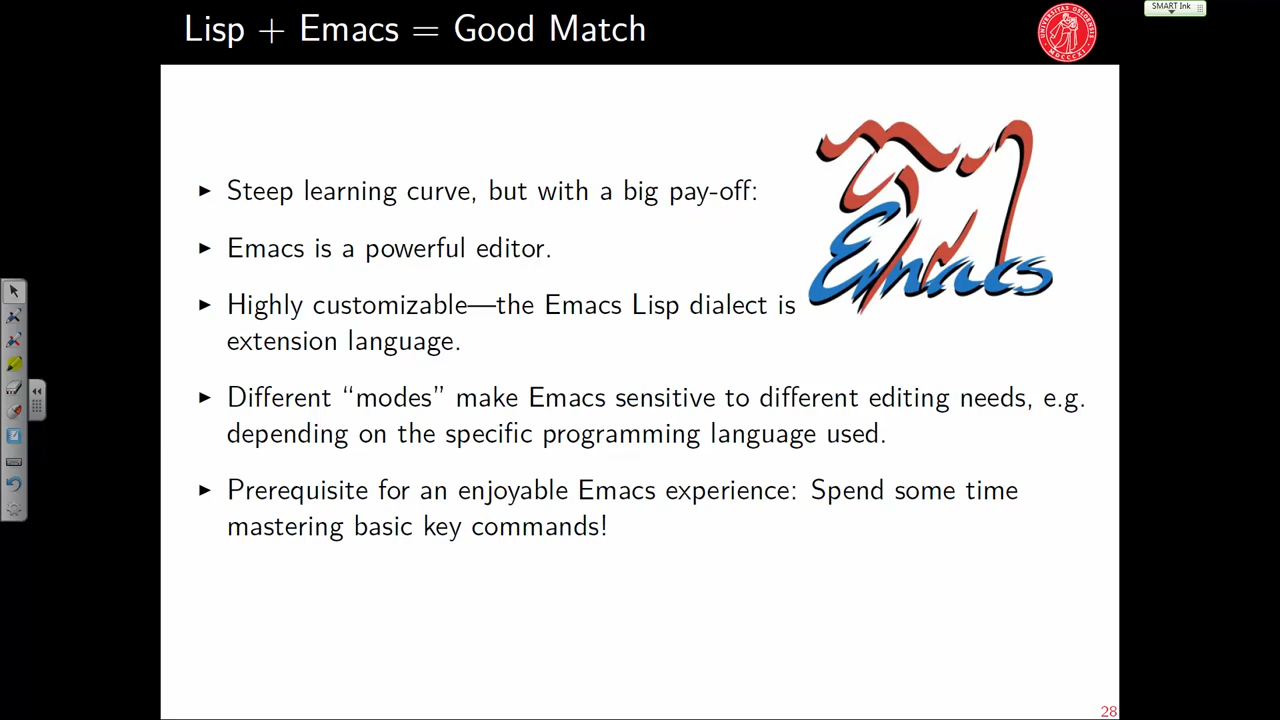 Lisp + Emacs = Good Match
SMART Ink
UNIVERSITAS OSLOENSIS
MDCCCXI
▶ Steep learning curve, but with a big pay-off:
▶ Emacs is a powerful editor.
▶ Highly customizable—the Emacs Lisp dialect is
extension language.
▶ Different “modes” make Emacs sensitive to different editing needs, e.g.
depending on the specific programming language used.
▶ Prerequisite for an enjoyable Emacs experience: Spend some time
mastering basic key commands!
Emacs
28